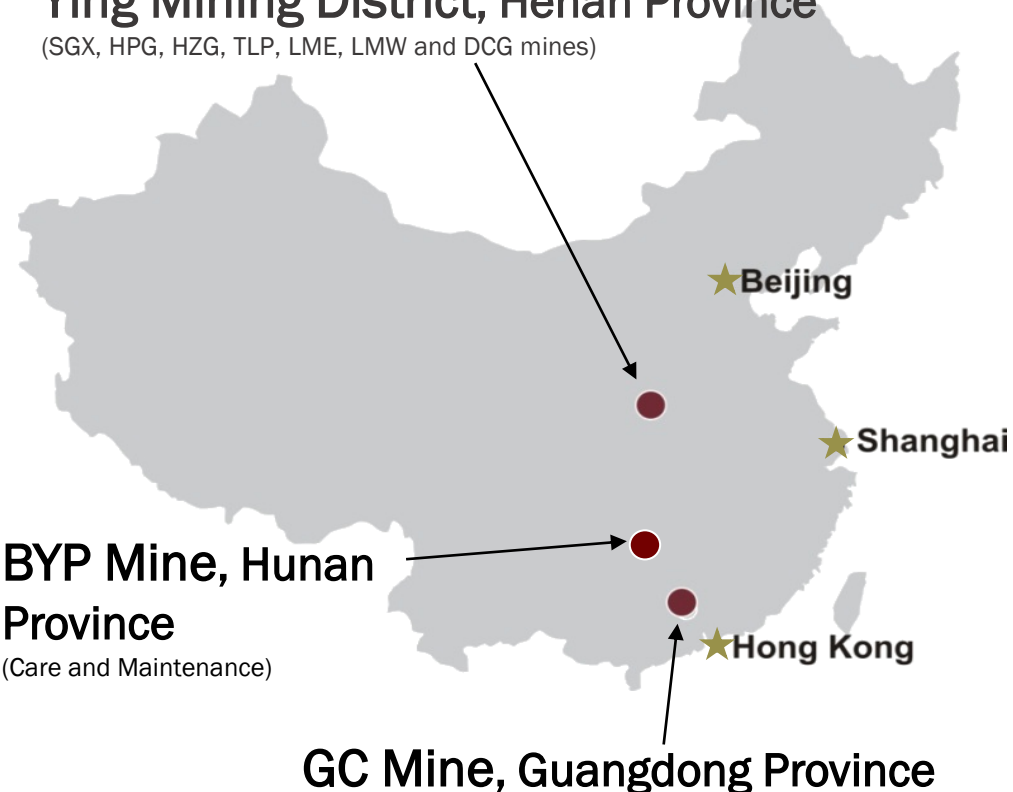 Ying Mining District, Henan Province
(SGX, HPG, HZG, TLP, LME, LMW and DCG mines)
Beijing
Shanghai
BYP Mine, Hunan
Province
(Care and Maintenance)
Hong Kong
GC Mine, Guangdong Province